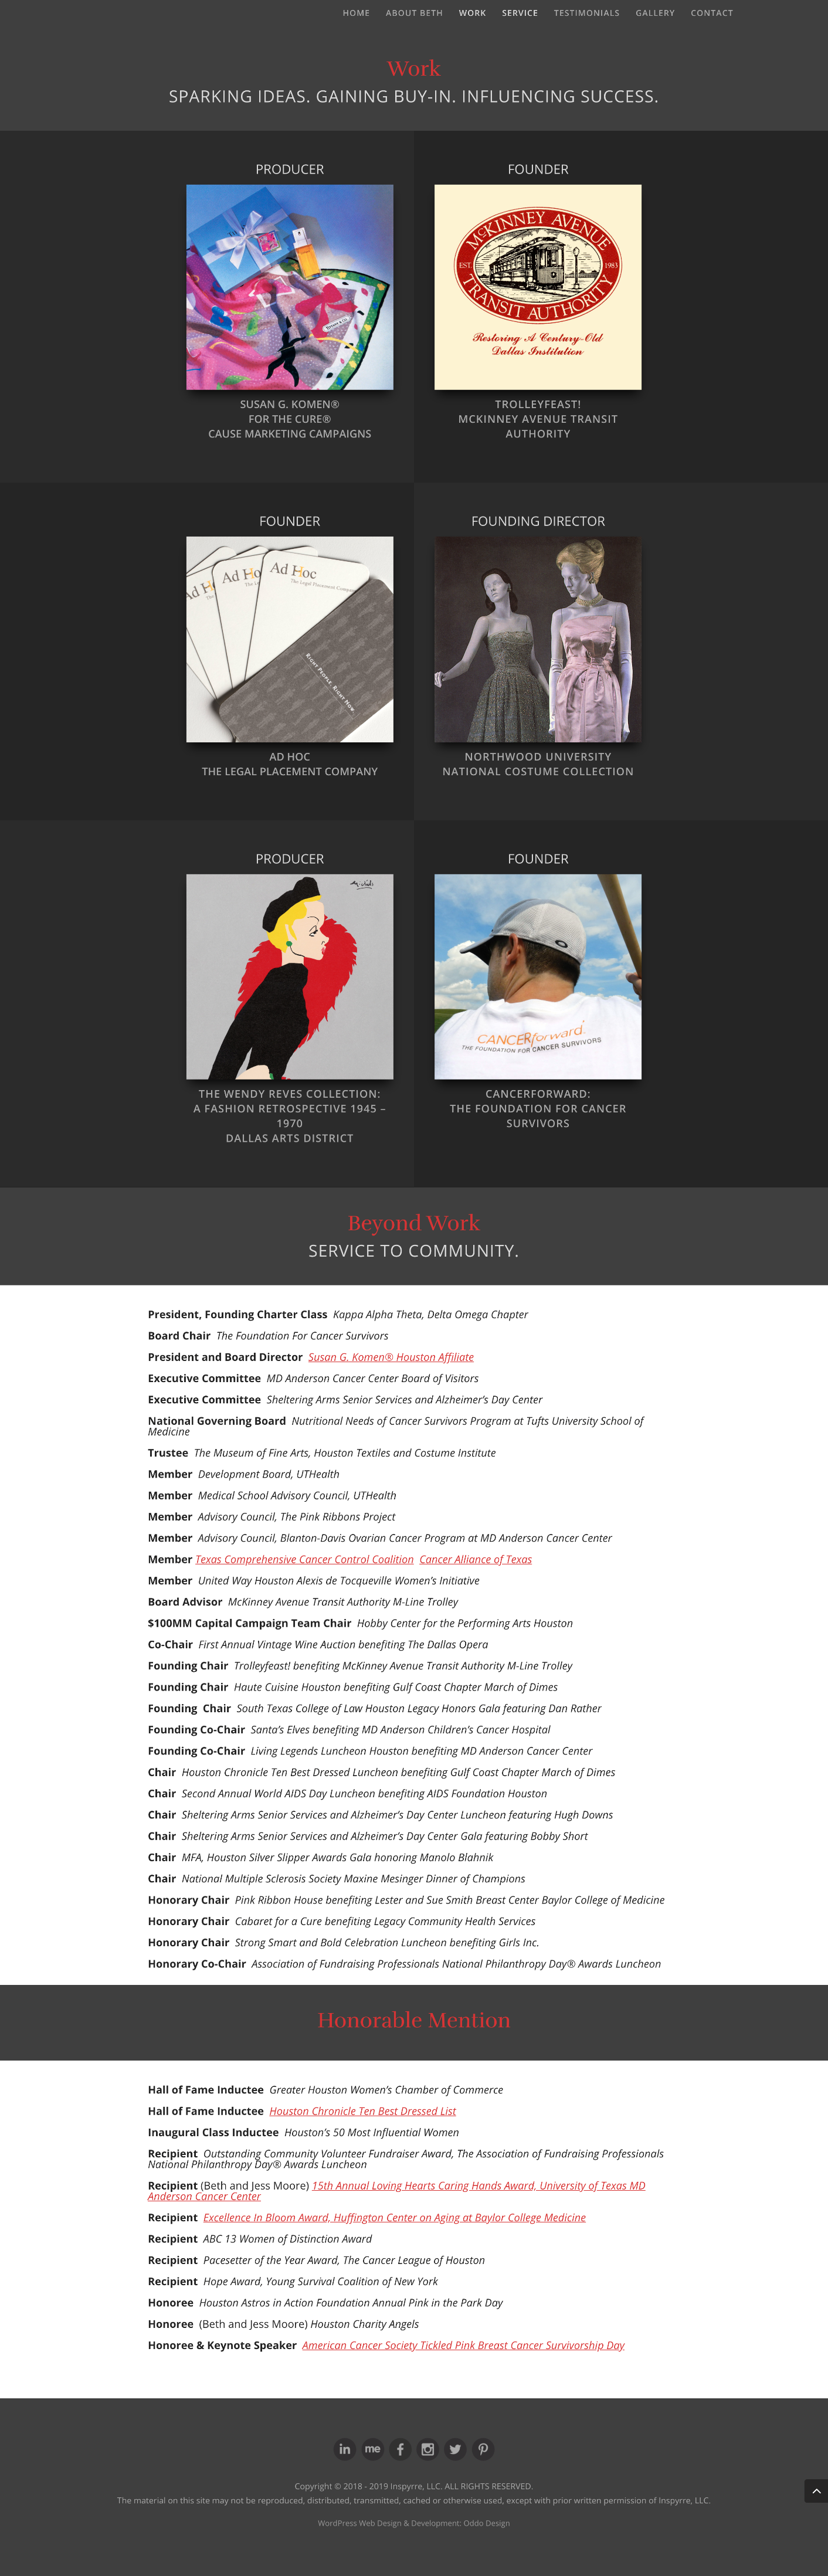 HOME ABOUT BETH WORK SERVICE TESTIMONIALS GALLERY CONTACT
Work
SPARKING IDEAS. GAINING BUY-IN. INFLUENCING SUCCESS.
PRODUCER
SUSAN G. KOMEN®
FOR THE CURE®
CAUSE MARKETING CAMPAIGNS
FOUNDER
MCKINNEY AVENUE
EST. 1983
TRANSIT AUTHORITY
Restoring A Century-Old
Dallas Institution
TROLLEYFEAST!
MCKINNEY AVENUE TRANSIT
AUTHORITY
FOUNDER
Ad Hoc
The Legal Placement Company
Right People. Right Now.
AD HOC
THE LEGAL PLACEMENT COMPANY
FOUNDING DIRECTOR
NORTHWOOD UNIVERSITY
NATIONAL COSTUME COLLECTION
PRODUCER
THE WENDY REVES COLLECTION:
A FASHION RETROSPECTIVE 1945 –
1970
DALLAS ARTS DISTRICT
FOUNDER
CANCERforward.
THE FOUNDATION FOR CANCER SURVIVORS
CANCERFORWARD:
THE FOUNDATION FOR CANCER
SURVIVORS
Beyond Work
SERVICE TO COMMUNITY.
President, Founding Charter Class Kappa Alpha Theta, Delta Omega Chapter
Board Chair The Foundation For Cancer Survivors
President and Board Director Susan G. Komen® Houston Affiliate
Executive Committee MD Anderson Cancer Center Board of Visitors
Executive Committee Sheltering Arms Senior Services and Alzheimer’s Day Center
National Governing Board Nutritional Needs of Cancer Survivors Program at Tufts University School of
Medicine
Trustee The Museum of Fine Arts, Houston Textiles and Costume Institute
Member Development Board, UTHealth
Member Medical School Advisory Council, UTHealth
Member Advisory Council, The Pink Ribbons Project
Member Advisory Council, Blanton-Davis Ovarian Cancer Program at MD Anderson Cancer Center
Member Texas Comprehensive Cancer Control Coalition Cancer Alliance of Texas
Member United Way Houston Alexis de Tocqueville Women’s Initiative
Board Advisor McKinney Avenue Transit Authority M-Line Trolley
$100MM Capital Campaign Team Chair Hobby Center for the Performing Arts Houston
Co-Chair First Annual Vintage Wine Auction benefiting The Dallas Opera
Founding Chair Trolleyfeast! benefiting McKinney Avenue Transit Authority M-Line Trolley
Founding Chair Haute Cuisine Houston benefiting Gulf Coast Chapter March of Dimes
Founding Chair South Texas College of Law Houston Legacy Honors Gala featuring Dan Rather
Founding Co-Chair Santa’s Elves benefiting MD Anderson Children’s Cancer Hospital
Founding Co-Chair Living Legends Luncheon Houston benefiting MD Anderson Cancer Center
Chair Houston Chronicle Ten Best Dressed Luncheon benefiting Gulf Coast Chapter March of Dimes
Chair Second Annual World AIDS Day Luncheon benefiting AIDS Foundation Houston
Chair Sheltering Arms Senior Services and Alzheimer’s Day Center Luncheon featuring Hugh Downs
Chair Sheltering Arms Senior Services and Alzheimer’s Day Center Gala featuring Bobby Short
Chair MFA, Houston Silver Slipper Awards Gala honoring Manolo Blahnik
Chair National Multiple Sclerosis Society Maxine Mesinger Dinner of Champions
Honorary Chair Pink Ribbon House benefiting Lester and Sue Smith Breast Center Baylor College of Medicine
Honorary Chair Cabaret for a Cure benefiting Legacy Community Health Services
Honorary Chair Strong Smart and Bold Celebration Luncheon benefiting Girls Inc.
Honorary Co-Chair Association of Fundraising Professionals National Philanthropy Day® Awards Luncheon
Honorable Mention
Hall of Fame Inductee Greater Houston Women’s Chamber of Commerce
Hall of Fame Inductee Houston Chronicle Ten Best Dressed List
Inaugural Class Inductee Houston’s 50 Most Influential Women
Recipient Outstanding Community Volunteer Fundraiser Award, The Association of Fundraising Professionals
National Philanthropy Day® Awards Luncheon
Recipient (Beth and Jess Moore) 15th Annual Loving Hearts Caring Hands Award, University of Texas MD
Anderson Cancer Center
Recipient Excellence In Bloom Award, Huffington Center on Aging at Baylor College Medicine
Recipient ABC 13 Women of Distinction Award
Recipient Pacesetter of the Year Award, The Cancer League of Houston
Recipient Hope Award, Young Survival Coalition of New York
Honoree Houston Astros in Action Foundation Annual Pink in the Park Day
Honoree (Beth and Jess Moore) Houston Charity Angels
Honoree & Keynote Speaker American Cancer Society Tickled Pink Breast Cancer Survivorship Day
in me f
Copyright © 2018 - 2019 Inspyrre, LLC. ALL RIGHTS RESERVED.
The material on this site may not be reproduced, distributed, transmitted, cached or otherwise used, except with prior written permission of Inspyrre, LLC.
WordPress Web Design & Development: Oddo Design